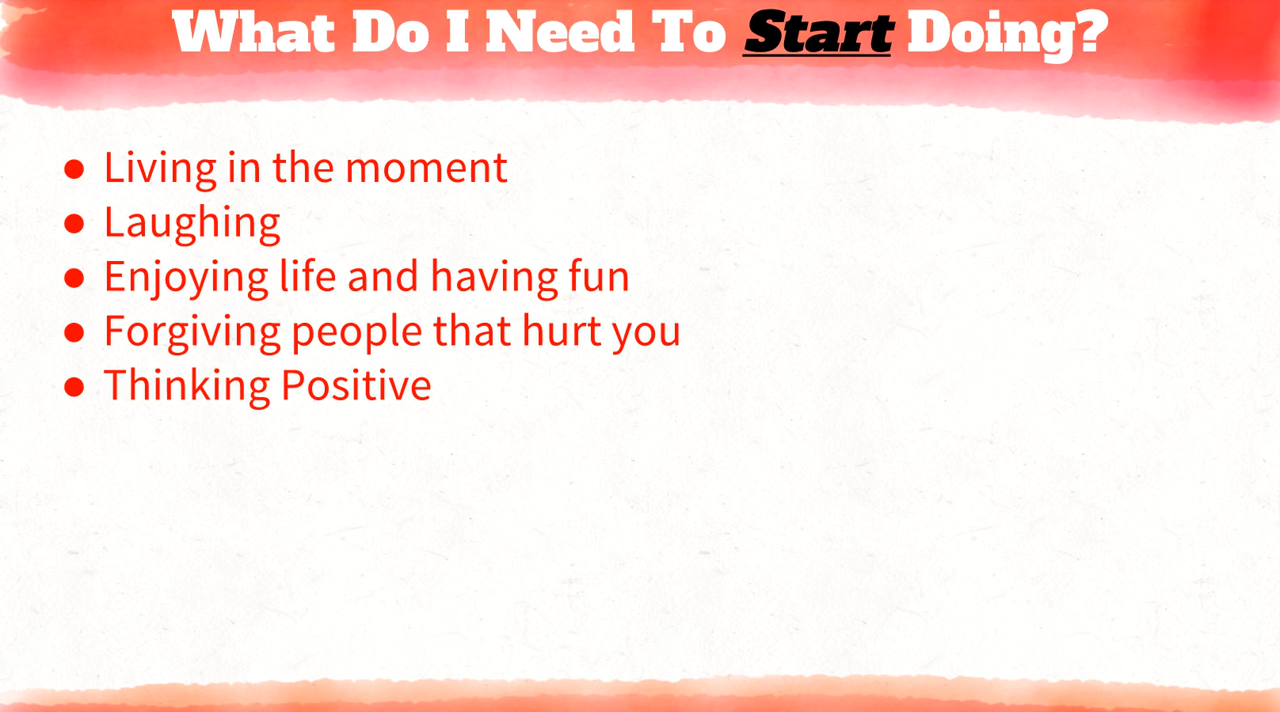 What Do I Need To Start Doing?
● Living in the moment
● Laughing
● Enjoying life and having fun
● Forgiving people that hurt you
● Thinking Positive